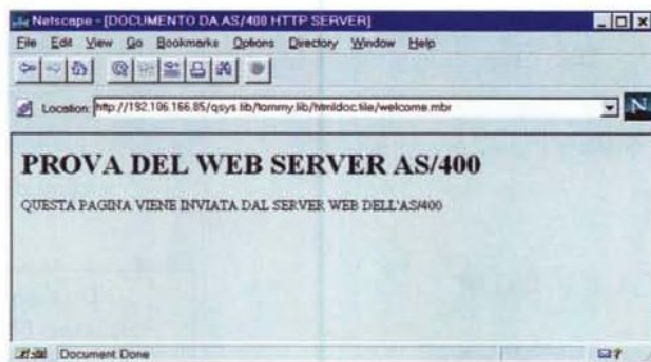 Netscape - [DOCUMENTO DA AS/400 HTTP SERVER]
File Edit View Go Bookmarks Options Directory Window Help
Location: http://192.106.166.85/qsys.lib/tommy.lib/htmldoc.file/welcome.mbr
N
PROVA DEL WEB SERVER AS/400
QUESTA PAGINA VIENE INVIATA DAL SERVER WEB DELL'AS/400
Document Done